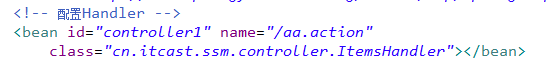 <!-- 配置Handler -->
<bean id="controller1" name="/aa.action"
class="cn.itcast.ssm.controller.ItemsHandler"></bean>